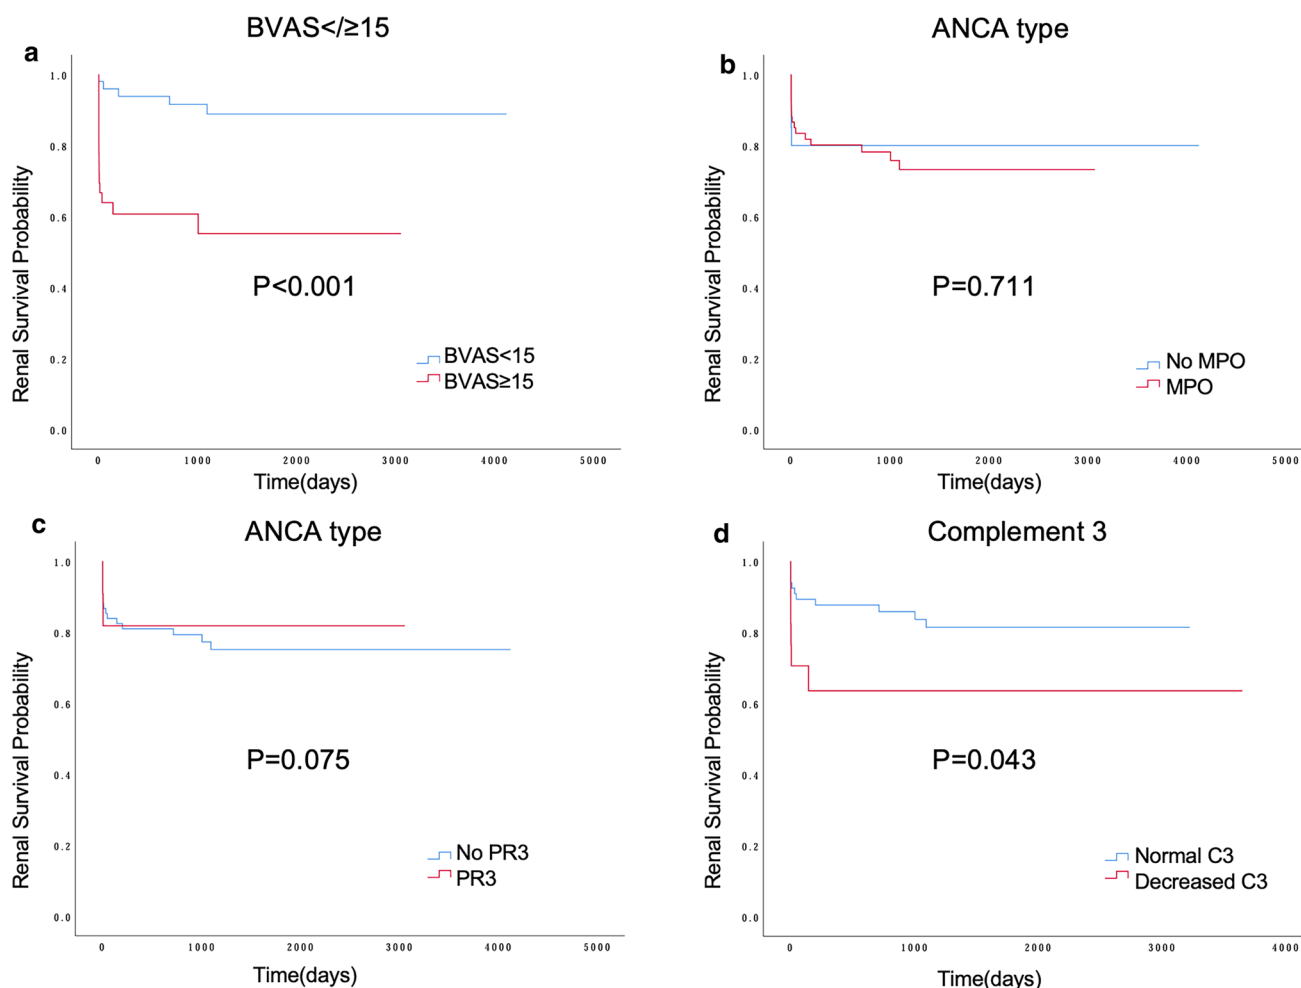 a
BVAS</≥15
Renal Survival Probability
1.0
0.8
0.6
0.4
0.2
0.0
P<0.001
BVAS<15
BVAS≥15
0 1000 2000 3000 4000 5000
Time(days)
b
ANCA type
Renal Survival Probability
1.0
0.8
0.6
0.4
0.2
0.0
P=0.711
No MPO
MPO
0 1000 2000 3000 4000 5000
Time(days)
c
ANCA type
Renal Survival Probability
1.0
0.8
0.6
0.4
0.2
0.0
P=0.075
No PR3
PR3
0 1000 2000 3000 4000 5000
Time(days)
d
Complement 3
Renal Survival Probability
1.0
0.8
0.6
0.4
0.2
0.0
P=0.043
Normal C3
Decreased C3
0 1000 2000 3000 4000
Time(days)